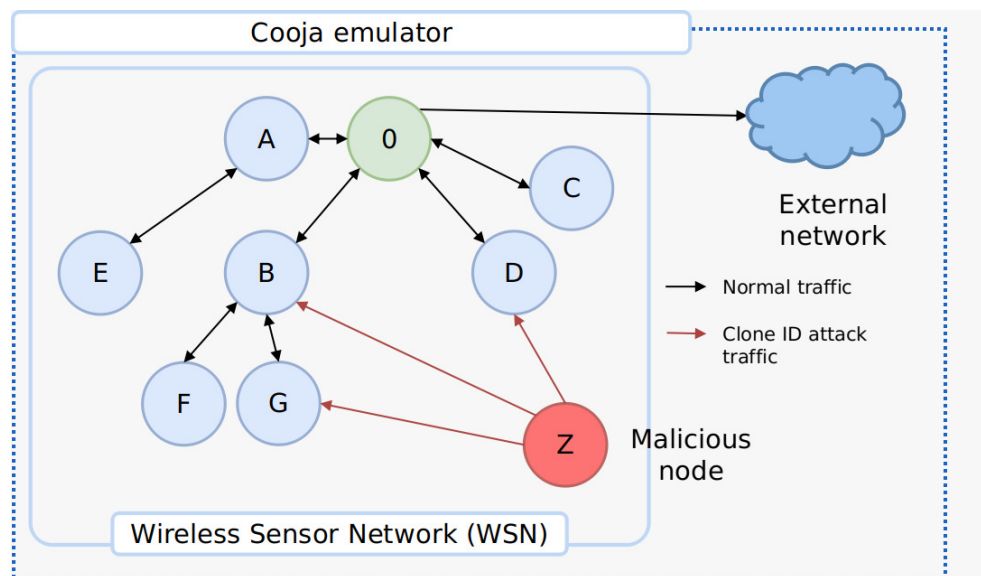 Cooja emulator
A
0
C
E
B
D
F
G
Z
External
network
Normal traffic
Clone ID attack
traffic
Malicious
node
Wireless Sensor Network (WSN)